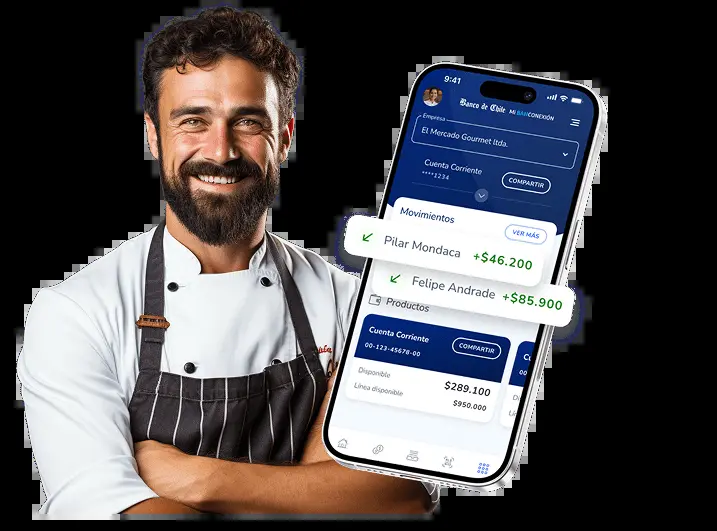 9:41
Banco de Chile MI BANCONEXIÓN
Empresa
El Mercado Gourmet ltda.
Cuenta Corriente
****1234
COMPARTIR
Movimientos
VER MÁS
Pilar Mondaca +$46.200
Felipe Andrade +$85.900
Productos
Cuenta Corriente
00-123-45678-00
COMPARTIR
Disponible $289.100
Línea disponible $950.000